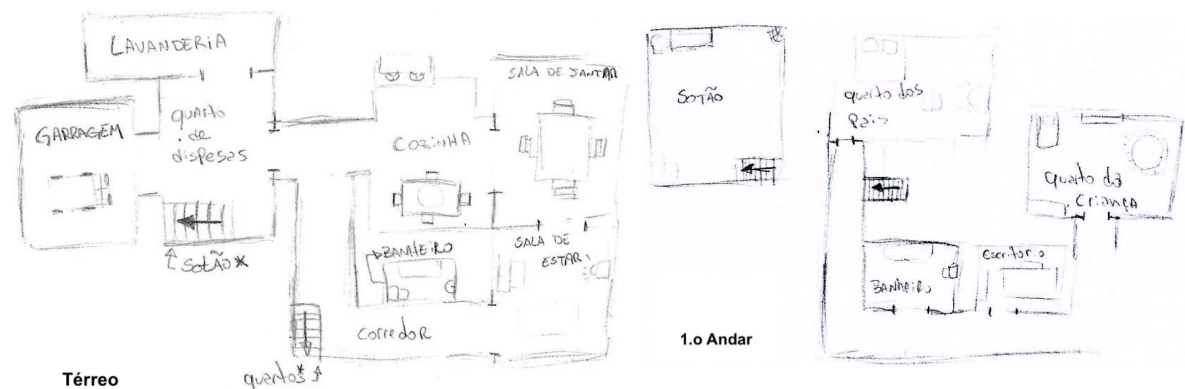 LAVANDERIA
GARRAGEM
quarto
de
dispesas
SOTÃO *
COZINHA
SALA DE JANTAR
BANHEIRO
SALA DE
ESTAR
corredor
quartos*
Térreo
SOTÃO
quarto dos
Pais
quarto da
CRIANÇA
BANHEIRO
Escritorio
1.o Andar